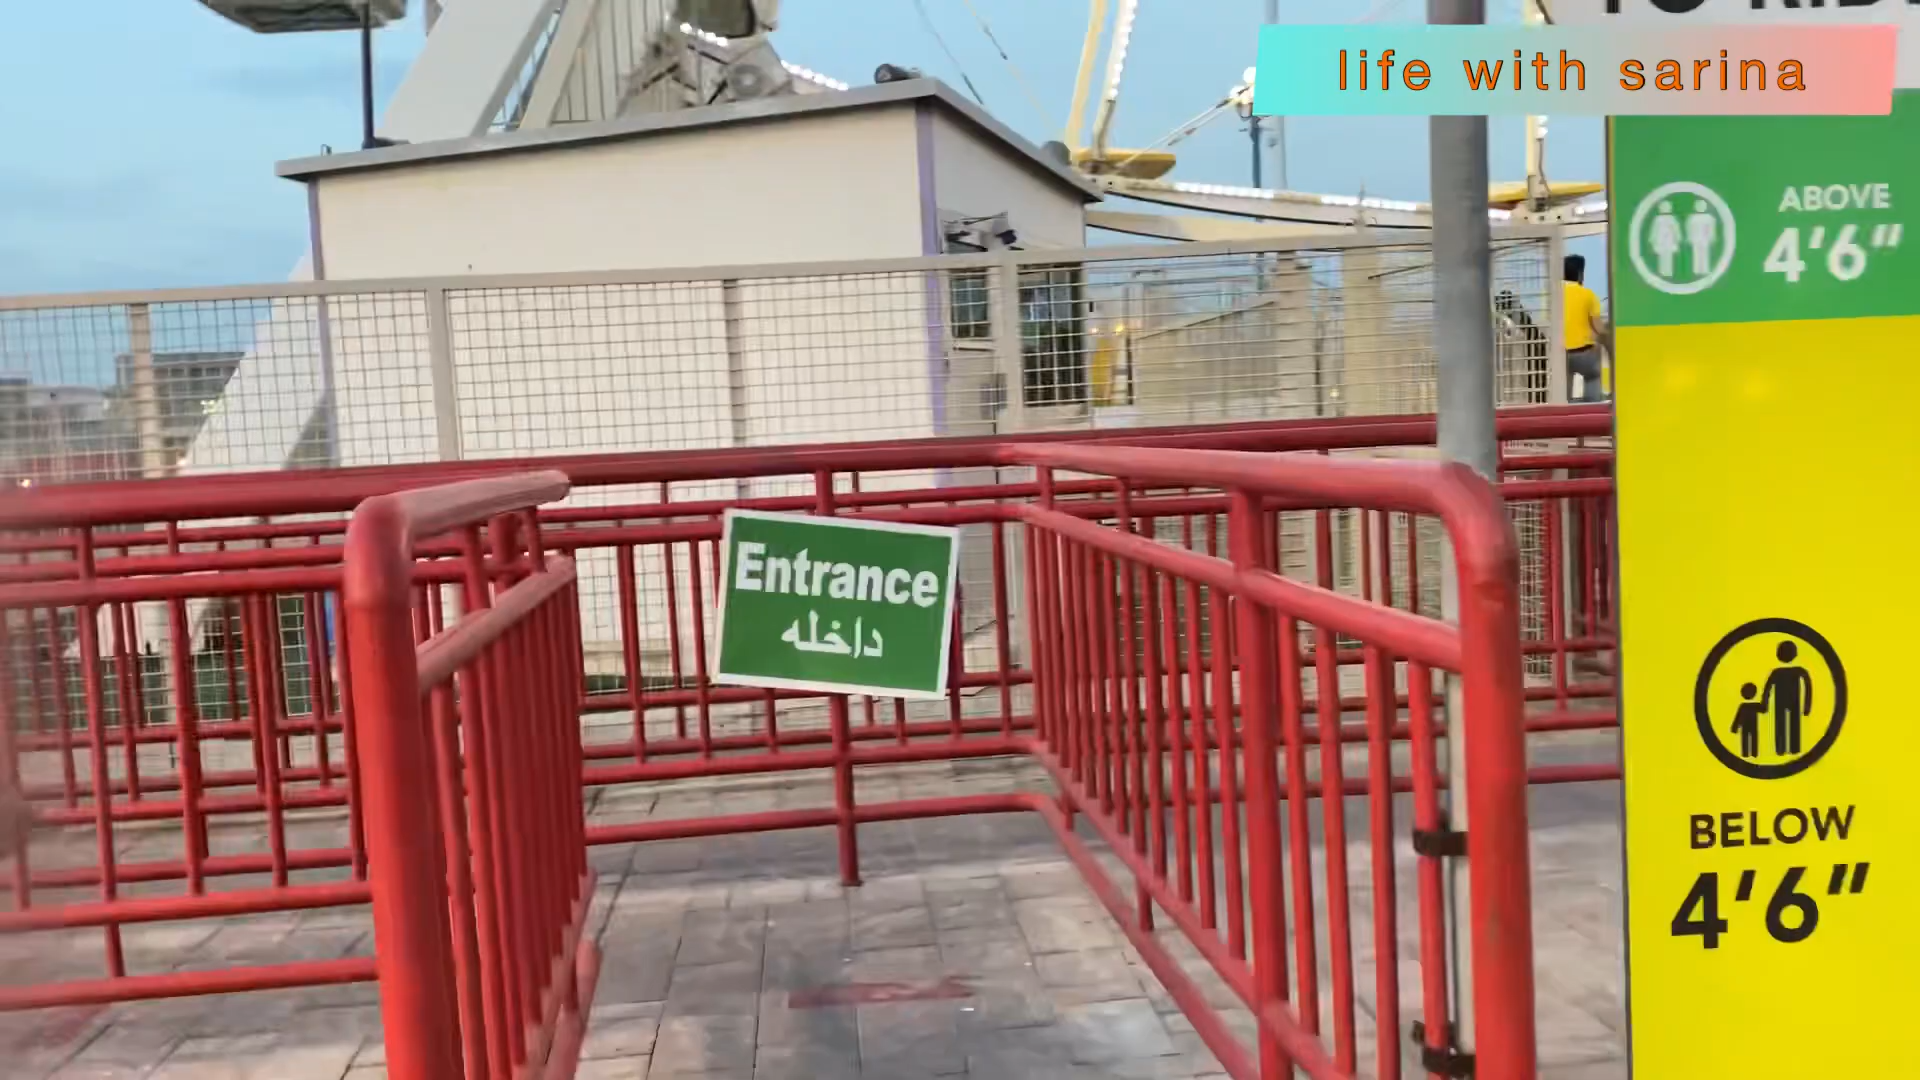 life with sarina
ABOVE
4'6"
Entrance
داخله
BELOW
4'6"